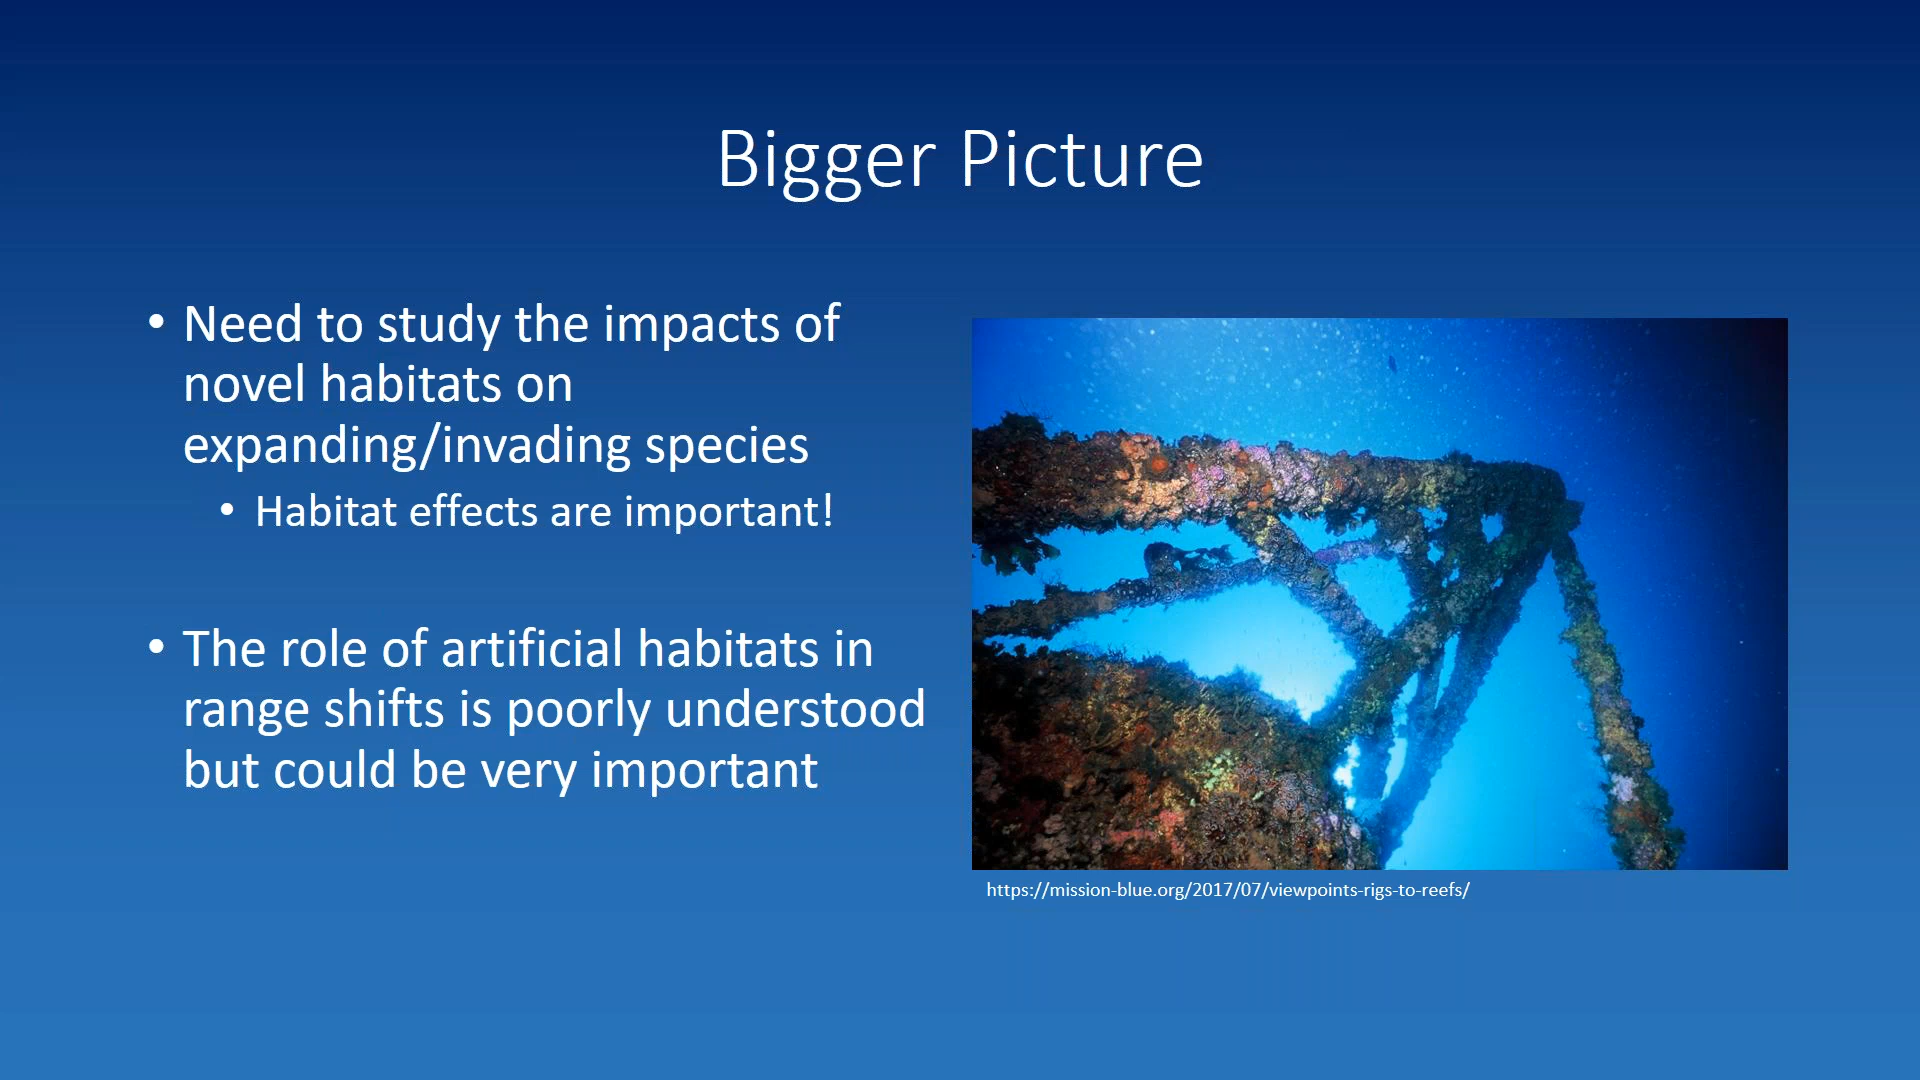 Bigger Picture
• Need to study the impacts of
novel habitats on
expanding/invading species
• Habitat effects are important!
• The role of artificial habitats in
range shifts is poorly understood
but could be very important
https://mission-blue.org/2017/07/viewpoints-rigs-to-reefs/